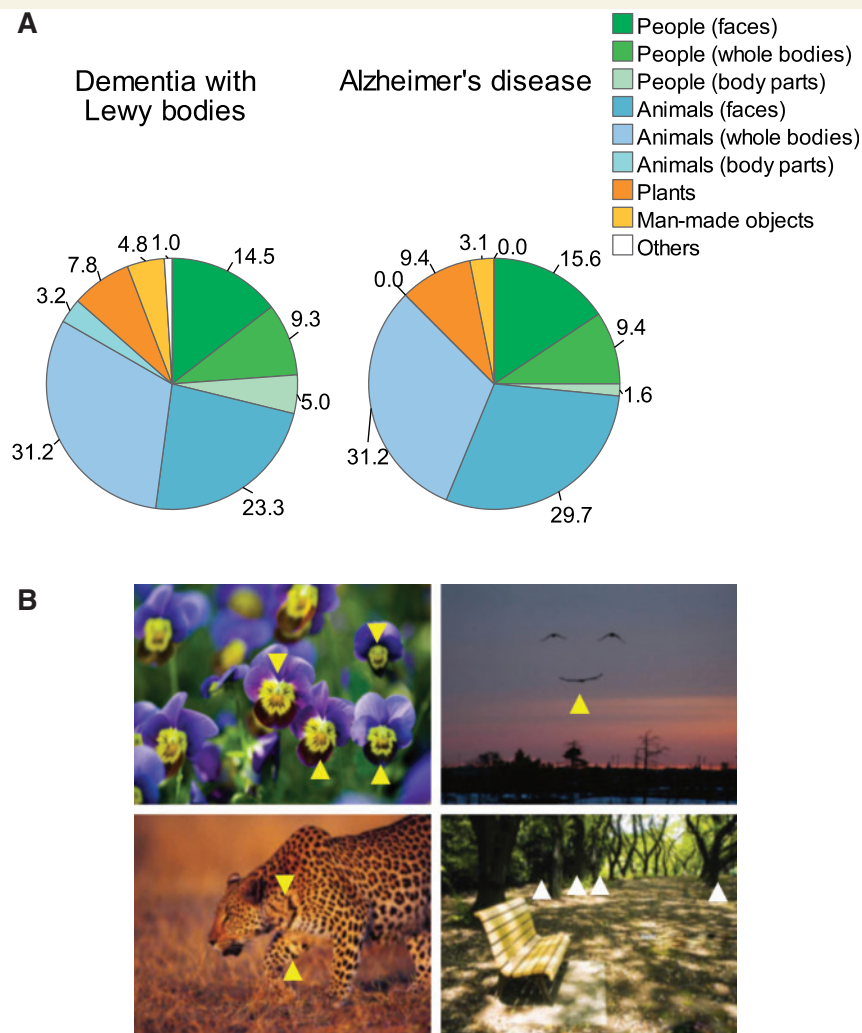 A
People (faces)
People (whole bodies)
People (body parts)
Animals (faces)
Animals (whole bodies)
Animals (body parts)
Plants
Man-made objects
Others
Dementia with
Lewy bodies
Alzheimer's disease
4.8 1.0
7.8
3.2
14.5
9.3
5.0
31.2
23.3
3.1 0.0
9.4
0.0
15.6
9.4
1.6
31.2
29.7
B